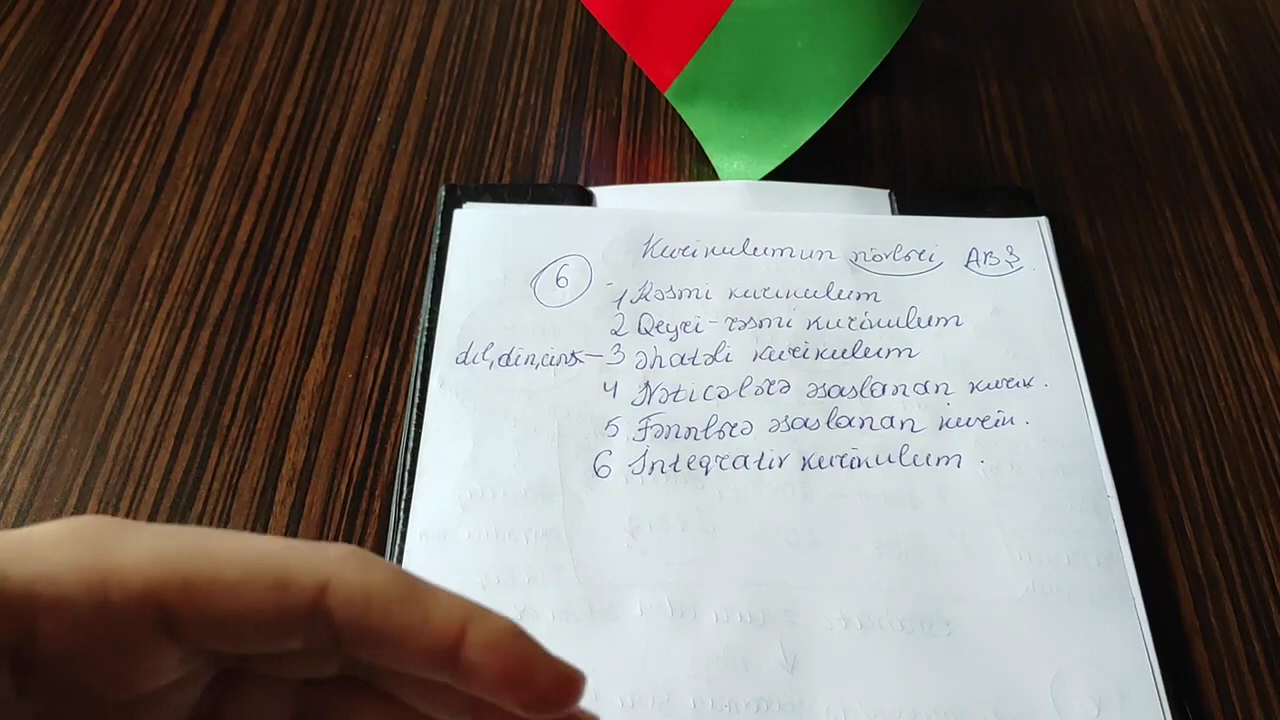 Kurikulumun növləri ABŞ
6
1 Rəsmi kurikulum
2 Qeyri-rəsmi kurikulum
dil, din, cins – 3 Əhatəli kurikulum
4 Nəticələrə əsaslanan kurik.
5 Fənnlərə əsaslanan kurik.
6 İnteqrativ kurikulum.